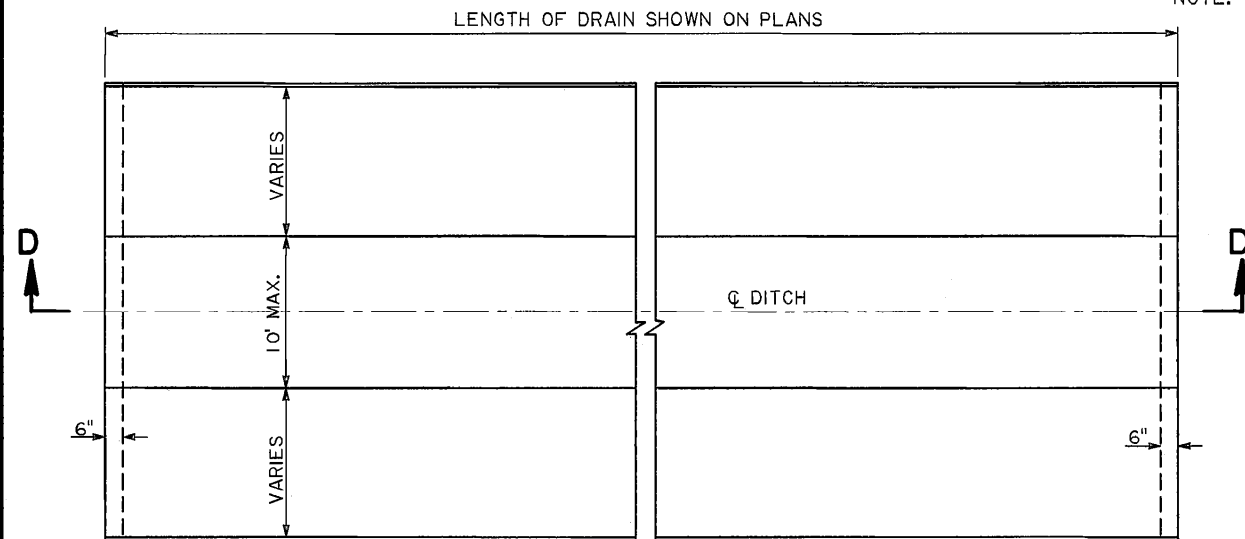 NOTE:
LENGTH OF DRAIN SHOWN ON PLANS
VARIES
D
D
10' MAX.
℄ DITCH
6"
6"
VARIES